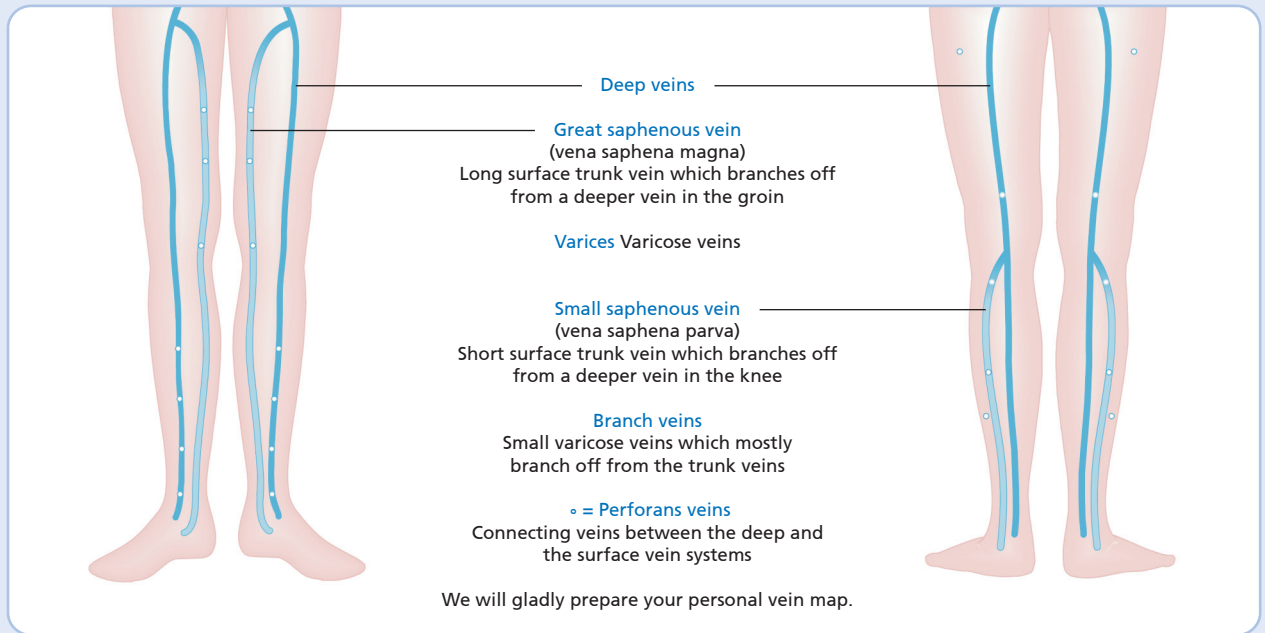 Deep veins
Great saphenous vein
(vena saphena magna)
Long surface trunk vein which branches off
from a deeper vein in the groin
Varices Varicose veins
Small saphenous vein
(vena saphena parva)
Short surface trunk vein which branches off
from a deeper vein in the knee
Branch veins
Small varicose veins which mostly
branch off from the trunk veins
∘ = Perforans veins
Connecting veins between the deep and
the surface vein systems
We will gladly prepare your personal vein map.